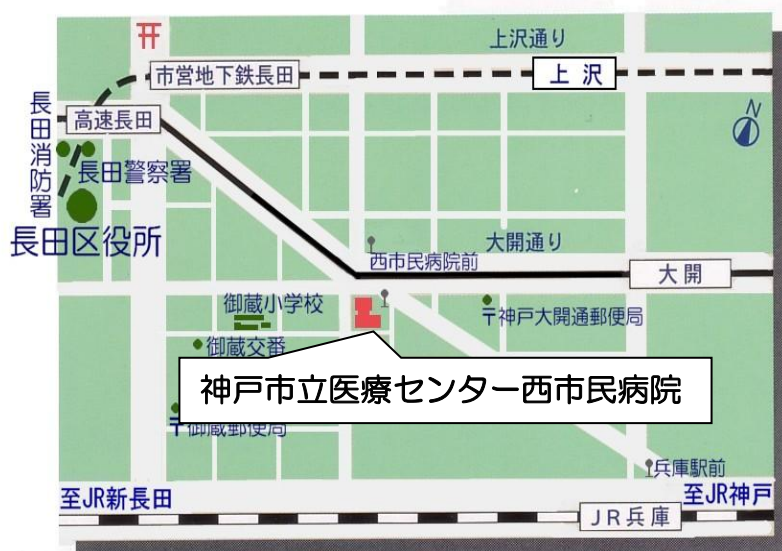 上沢通り
市営地下鉄長田
上沢
長田消防署
高速長田
N
長田警察署
長田区役所
大開通り
西市民病院前
大開
御蔵小学校
〒神戸大開通郵便局
御蔵交番
神戸市立医療センター西市民病院
〒御蔵郵便局
兵庫駅前
至JR新長田
至JR神戸
JR兵庫